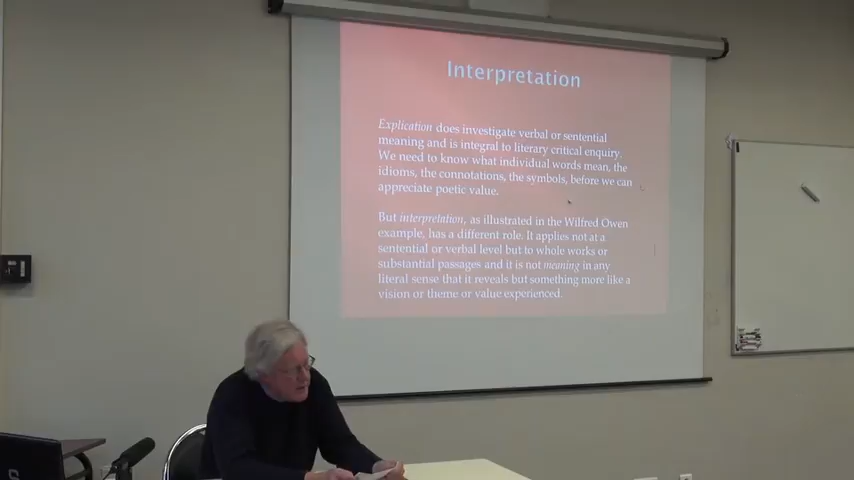 Interpretation
Explication does investigate verbal or sentential
meaning and is integral to literary critical enquiry.
We need to know what individual words mean, the
idioms, the connotations, the symbols, before we can
appreciate poetic value.
But interpretation, as illustrated in the Wilfred Owen
example, has a different role. It applies not at a
sentential or verbal level but to whole works or
substantial passages and it is not meaning in any
literal sense that it reveals but something more like a
vision or theme or value experienced.